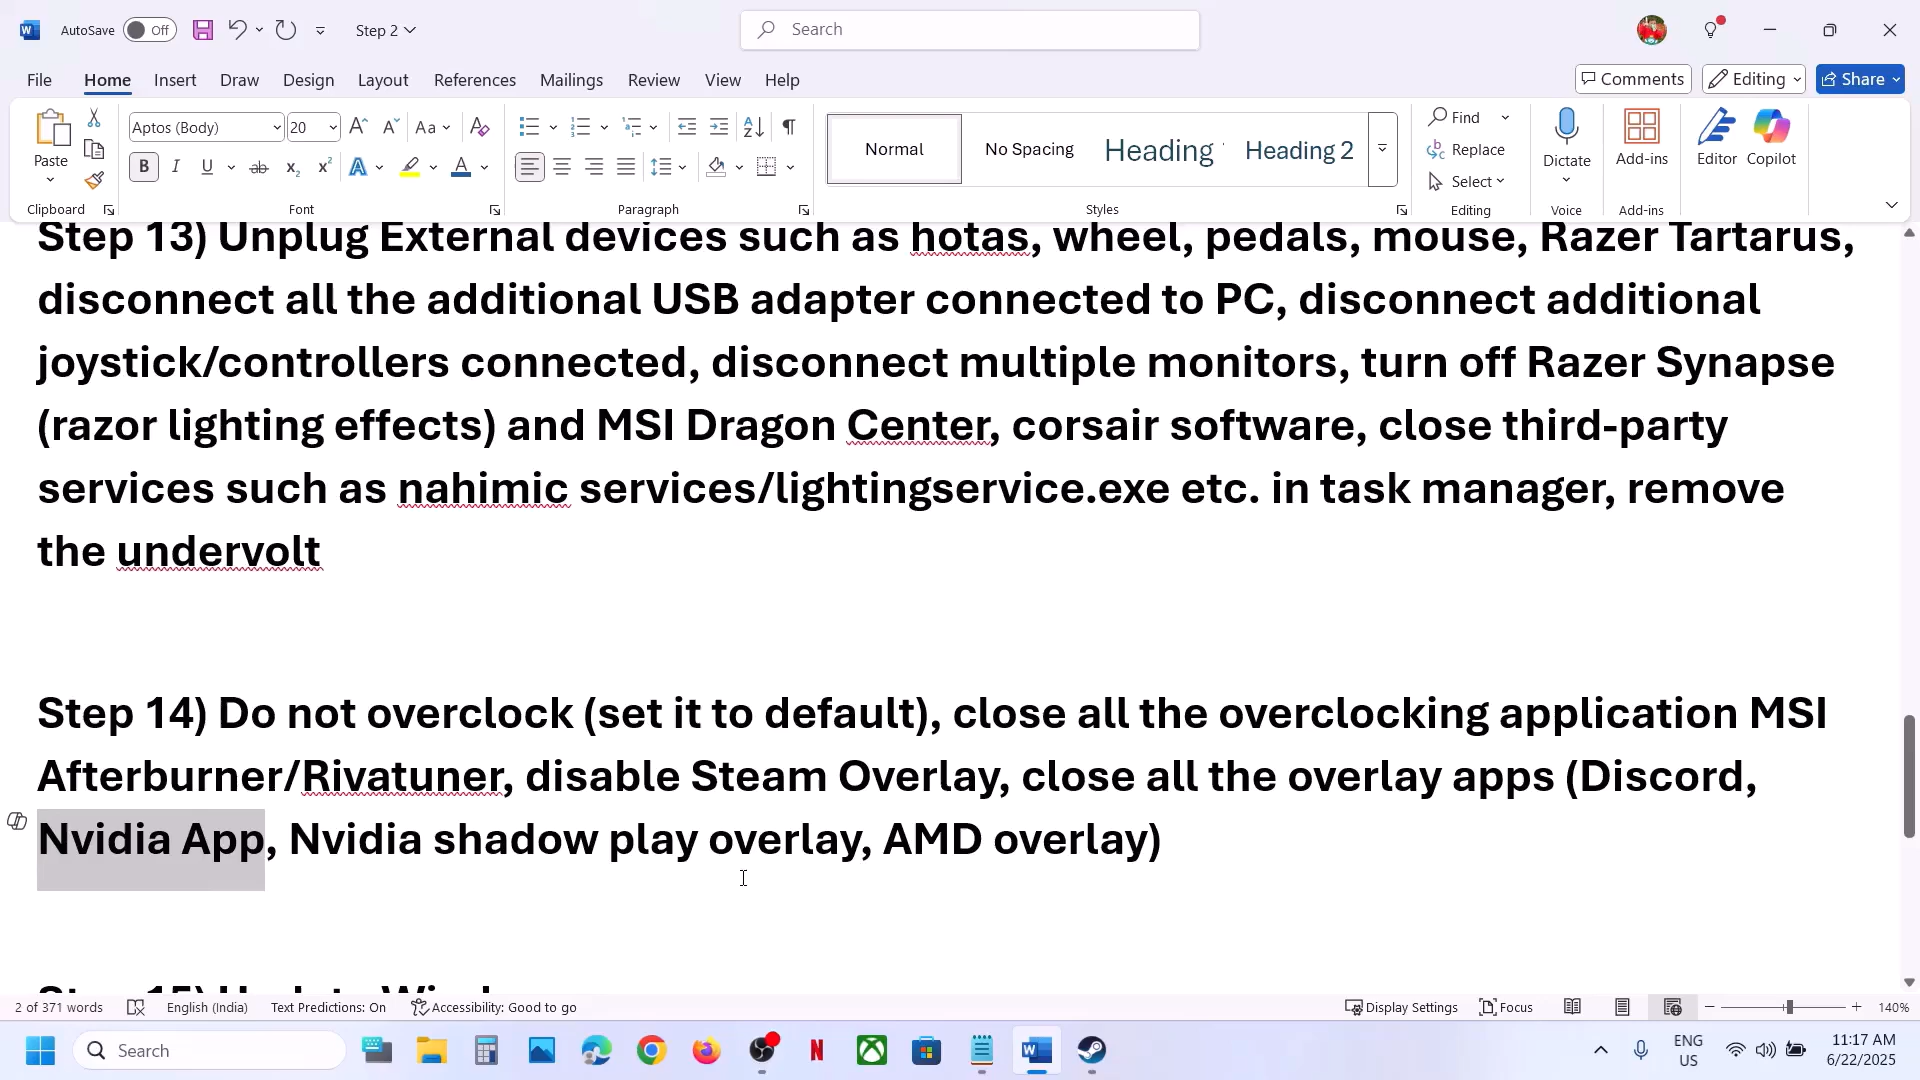 AutoSave Off Step 2 Search
File Home Insert Draw Design Layout References Mailings Review View Help Comments Editing Share
Paste Aptos (Body) 20 Normal No Spacing Heading Heading 2 Find Replace Select Dictate Add-ins Editor Copilot
Clipboard Font Paragraph Styles Editing Voice Add-ins
Step 13) Unplug External devices such as hotas, wheel, pedals, mouse, Razer Tartarus,
disconnect all the additional USB adapter connected to PC, disconnect additional
joystick/controllers connected, disconnect multiple monitors, turn off Razer Synapse
(razor lighting effects) and MSI Dragon Center, corsair software, close third-party
services such as nahimic services/lightingservice.exe etc. in task manager, remove
the undervolt
Step 14) Do not overclock (set it to default), close all the overclocking application MSI
Afterburner/Rivatuner, disable Steam Overlay, close all the overlay apps (Discord,
Nvidia App, Nvidia shadow play overlay, AMD overlay)
2 of 371 words English (India) Text Predictions: On Accessibility: Good to go Display Settings Focus 140%
Search ENG US 11:17 AM 6/22/2025